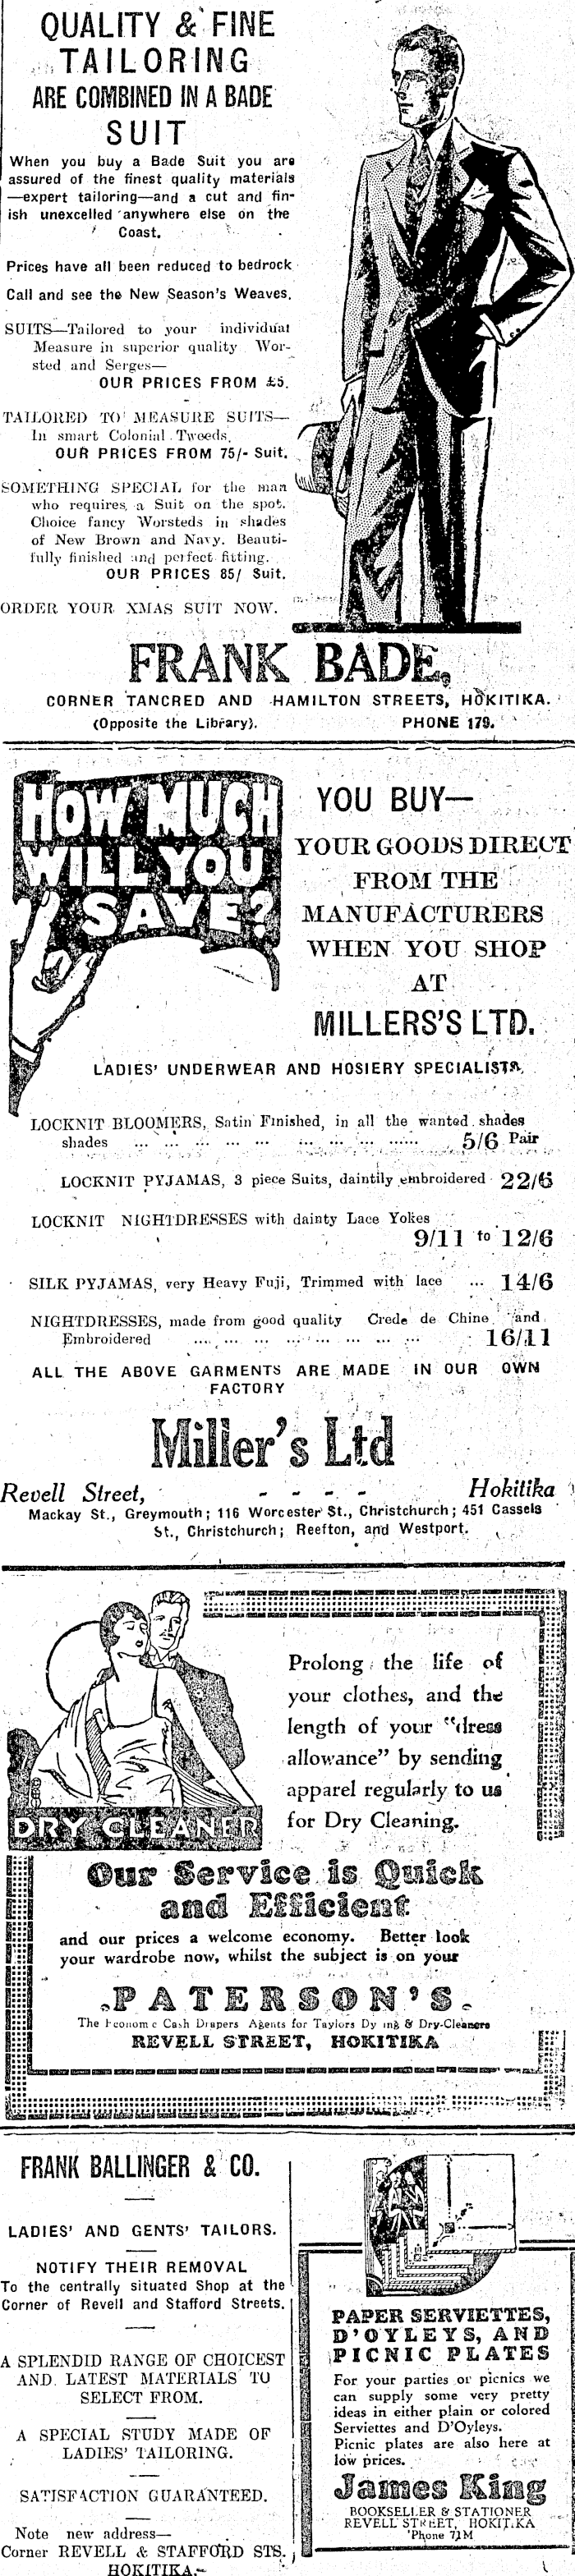 QUALITY & FINE
TAILORING
ARE COMBINED IN A BADE
SUIT
When you buy a Bade Suit you are
assured of the finest quality materials
—expert tailoring—and a cut and fin-
ish unexcelled anywhere else on the
Coast.
Prices have all been reduced to bedrock
Call and see the New Season's Weaves.
SUITS—Tailored to your individual
Measure in superior quality Wor-
sted and Serges—
OUR PRICES FROM £5.
TAILORED TO MEASURE SUITS—
In smart Colonial Tweeds.
OUR PRICES FROM 75/- Suit.
SOMETHING SPECIAL for the man
who requires a Suit on the spot.
Choice fancy Worsteds in shades
of New Brown and Navy. Beauti-
fully finished and perfect fitting.
OUR PRICES 85/ Suit.
ORDER YOUR XMAS SUIT NOW.
FRANK BADE,
CORNER TANCRED AND HAMILTON STREETS, HOKITIKA.
(Opposite the Library). PHONE 179.
HOW MUCH
WILL YOU
SAVE?
YOU BUY—
YOUR GOODS DIRECT
FROM THE
MANUFACTURERS
WHEN YOU SHOP
AT
MILLERS'S LTD.
LADIES' UNDERWEAR AND HOSIERY SPECIALISTS.
LOCKNIT BLOOMERS, Satin Finished, in all the wanted shades
shades ... ... ... ... ... ... ... ... ... ...... 5/6 Pair
LOCKNIT PYJAMAS, 3 piece Suits, daintily embroidered 22/6
LOCKNIT NIGHTDRESSES with dainty Lace Yokes
9/11 to 12/6
SILK PYJAMAS, very Heavy Fuji, Trimmed with lace ... 14/6
NIGHTDRESSES, made from good quality Crede de Chine and
Embroidered .... ... ... ... ... ... ... ... 16/11
ALL THE ABOVE GARMENTS ARE MADE IN OUR OWN
FACTORY
Miller's Ltd
Revell Street, - - - - Hokitika
Mackay St., Greymouth; 116 Worcester St., Christchurch; 451 Cassels
St., Christchurch; Reefton, and Westport.
DRY CLEANER
Prolong the life of
your clothes, and the
length of your "dress
allowance" by sending
apparel regularly to us
for Dry Cleaning.
Our Service is Quick
and Efficient
and our prices a welcome economy. Better look
your wardrobe now, whilst the subject is on your
PATERSON'S
The Economic Cash Drapers Agents for Taylors Dying & Dry-Cleaners
REVELL STREET, HOKITIKA
FRANK BALLINGER & CO.
LADIES' AND GENTS' TAILORS.
NOTIFY THEIR REMOVAL
To the centrally situated Shop at the
Corner of Revell and Stafford Streets.
A SPLENDID RANGE OF CHOICEST
AND LATEST MATERIALS TO
SELECT FROM.
A SPECIAL STUDY MADE OF
LADIES' TAILORING.
SATISFACTION GUARANTEED.
Note new address—
Corner REVELL & STAFFORD STS.
HOKITIKA.
PAPER SERVIETTES,
D'OYLEYS, AND
PICNIC PLATES
For your parties or picnics we
can supply some very pretty
ideas in either plain or colored
Serviettes and D'Oyleys.
Picnic plates are also here at
low prices.
James King
BOOKSELLER & STATIONER
REVELL STREET, HOKITIKA
'Phone 71M